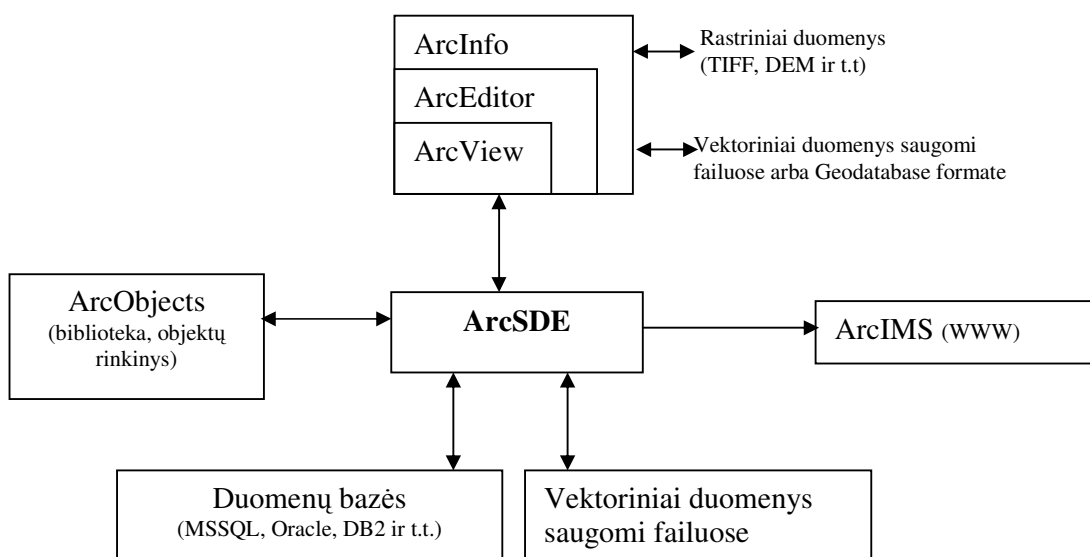 ArcInfo
Rastriniai duomenys
(TIFF, DEM ir t.t)
ArcEditor
ArcView
Vektoriniai duomenys saugomi
failuose arba Geodatabase formate
ArcObjects
(biblioteka, objektų
rinkinys)
ArcSDE
ArcIMS (WWW)
Duomenų bazės
(MSSQL, Oracle, DB2 ir t.t.)
Vektoriniai duomenys
saugomi failuose